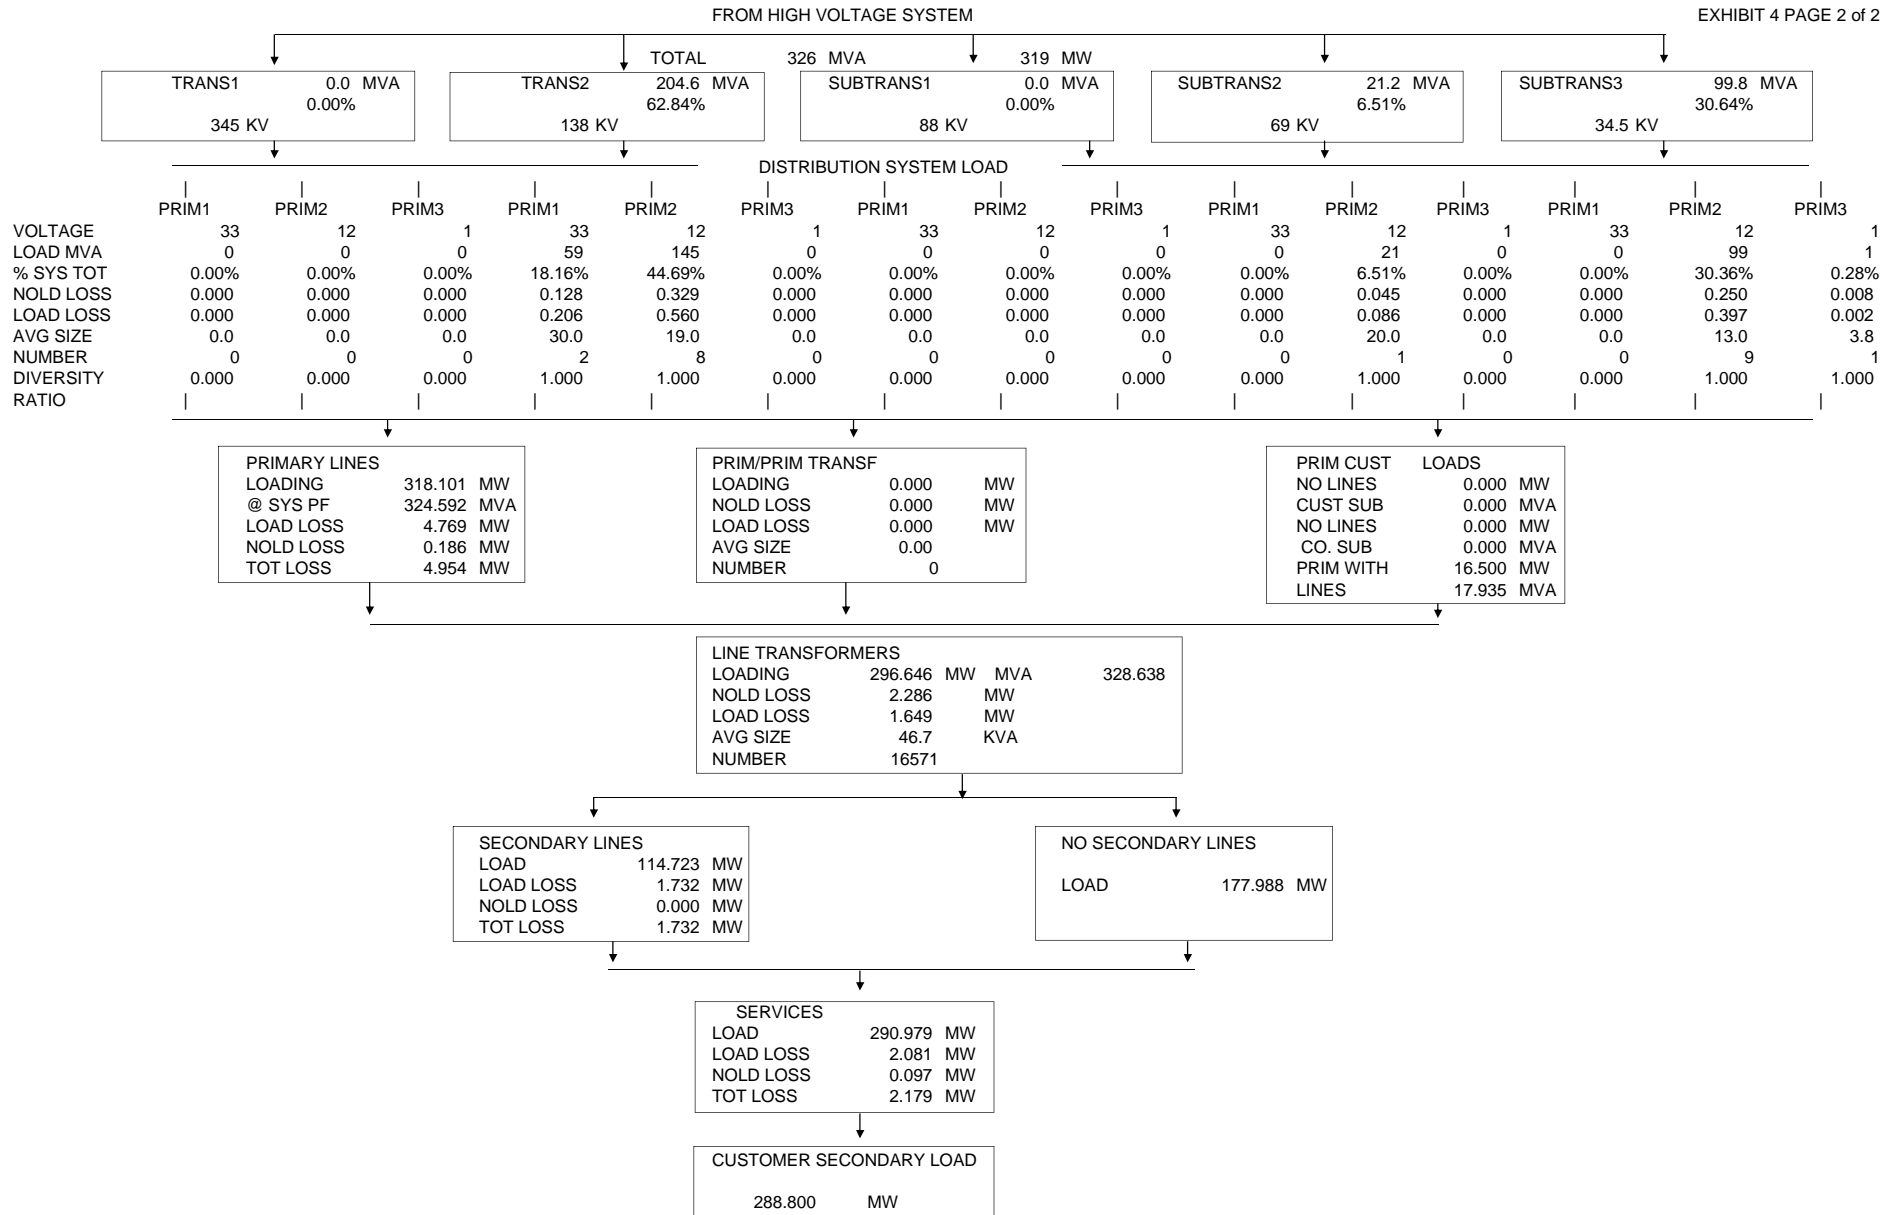 FROM HIGH VOLTAGE SYSTEM EXHIBIT 4 PAGE 2 of 2
TOTAL 326 MVA 319 MW
TRANS1 0.0 MVA TRANS2 204.6 MVA SUBTRANS1 0.0 MVA SUBTRANS2 21.2 MVA SUBTRANS3 99.8 MVA
0.00% 62.84% 0.00% 6.51% 30.64%
345 KV 138 KV 88 KV 69 KV 34.5 KV
DISTRIBUTION SYSTEM LOAD
PRIM1 PRIM2 PRIM3 PRIM1 PRIM2 PRIM3 PRIM1 PRIM2 PRIM3 PRIM1 PRIM2 PRIM3 PRIM1 PRIM2 PRIM3
VOLTAGE 33 12 1 33 12 1 33 12 1 33 12 1 33 12 1
LOAD MVA 0 0 0 59 145 0 0 0 0 0 21 0 0 99 1
% SYS TOT 0.00% 0.00% 0.00% 18.16% 44.69% 0.00% 0.00% 0.00% 0.00% 0.00% 6.51% 0.00% 0.00% 30.36% 0.28%
NOLD LOSS 0.000 0.000 0.000 0.128 0.329 0.000 0.000 0.000 0.000 0.000 0.045 0.000 0.000 0.250 0.008
LOAD LOSS 0.000 0.000 0.000 0.206 0.560 0.000 0.000 0.000 0.000 0.000 0.086 0.000 0.000 0.397 0.002
AVG SIZE 0.0 0.0 0.0 30.0 19.0 0.0 0.0 0.0 0.0 0.0 20.0 0.0 0.0 13.0 3.8
NUMBER 0 0 0 2 8 0 0 0 0 0 1 0 0 9 1
DIVERSITY 0.000 0.000 0.000 1.000 1.000 0.000 0.000 0.000 0.000 0.000 1.000 0.000 0.000 1.000 1.000
RATIO
PRIMARY LINES
LOADING 318.101 MW
@ SYS PF 324.592 MVA
LOAD LOSS 4.769 MW
NOLD LOSS 0.186 MW
TOT LOSS 4.954 MW
PRIM/PRIM TRANSF
LOADING 0.000 MW
NOLD LOSS 0.000 MW
LOAD LOSS 0.000 MW
AVG SIZE 0.00
NUMBER 0
PRIM CUST LOADS
NO LINES 0.000 MW
CUST SUB 0.000 MVA
NO LINES 0.000 MW
CO. SUB 0.000 MVA
PRIM WITH 16.500 MW
LINES 17.935 MVA
LINE TRANSFORMERS
LOADING 296.646 MW MVA 328.638
NOLD LOSS 2.286 MW
LOAD LOSS 1.649 MW
AVG SIZE 46.7 KVA
NUMBER 16571
SECONDARY LINES
LOAD 114.723 MW
LOAD LOSS 1.732 MW
NOLD LOSS 0.000 MW
TOT LOSS 1.732 MW
NO SECONDARY LINES
LOAD 177.988 MW
SERVICES
LOAD 290.979 MW
LOAD LOSS 2.081 MW
NOLD LOSS 0.097 MW
TOT LOSS 2.179 MW
CUSTOMER SECONDARY LOAD
288.800 MW